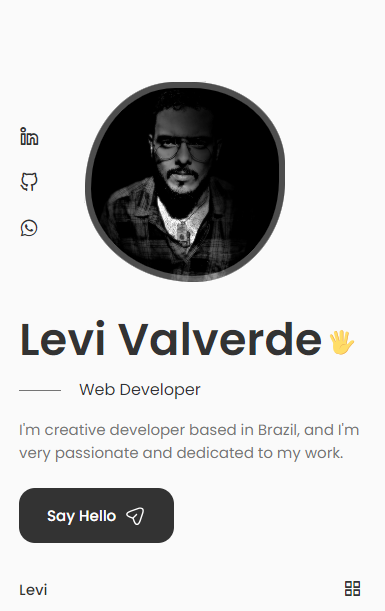 Levi Valverde👋
Web Developer
I'm creative developer based in Brazil, and I'm
very passionate and dedicated to my work.
Say Hello
Levi